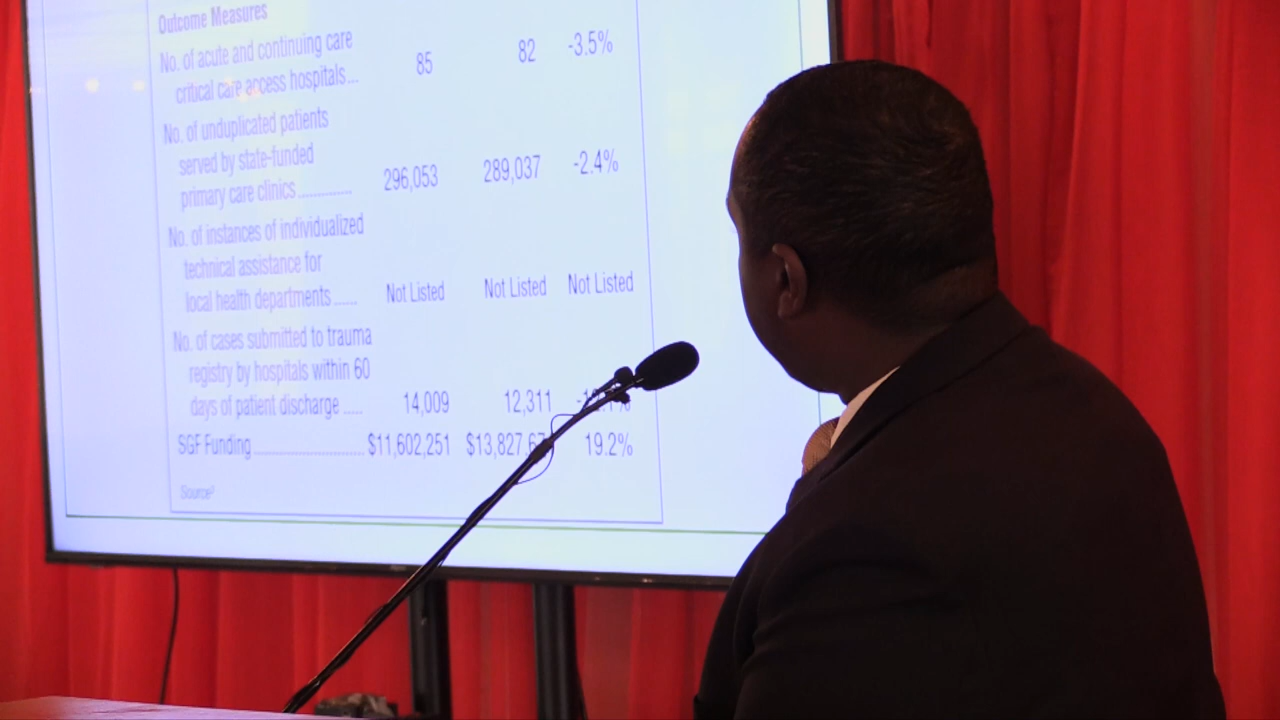 Outcome Measures
No. of acute and continuing care
critical care access hospitals... 85 82 -3.5%
No. of unduplicated patients
served by state-funded
primary care clinics ............. 296,053 289,037 -2.4%
No. of instances of individualized
technical assistance for
local health departments ...... Not Listed Not Listed Not Listed
No. of cases submitted to trauma
registry by hospitals within 60
days of patient discharge ..... 14,009 12,311
SGF Funding ............................ $11,602,251 19.2%
Source